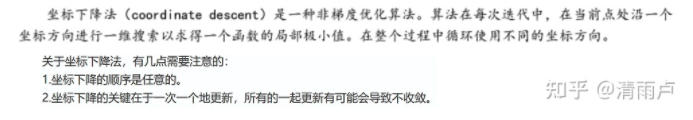 坐标下降法（coordinate descent）是一种非梯度优化算法。算法在每次迭代中，在当前点处沿一个
坐标方向进行一维搜索以求得一个函数的局部极小值。在整个过程中循环使用不同的坐标方向。
关于坐标下降法，有几点需要注意的：
1.坐标下降的顺序是任意的。
2.坐标下降的关键在于一次一个地更新，所有的一起更新有可能会导致不收敛。
知乎 @清雨卢